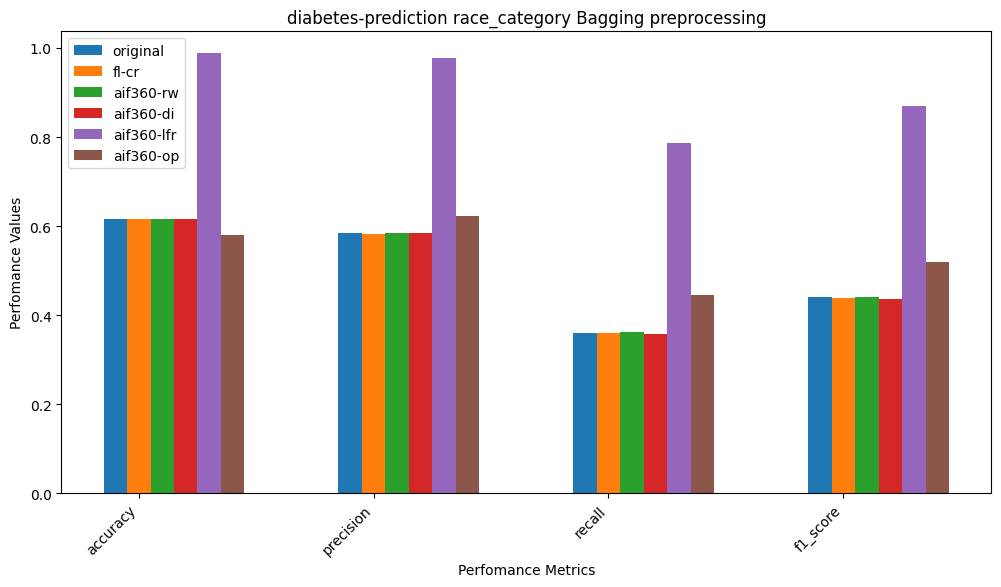 diabetes-prediction race_category Bagging preprocessing
original
fl-cr
aif360-rw
aif360-di
aif360-lfr
aif360-op
Perfomance Values
1.0
0.8
0.6
0.4
0.2
0.0
accuracy
precision
recall
f1_score
Perfomance Metrics